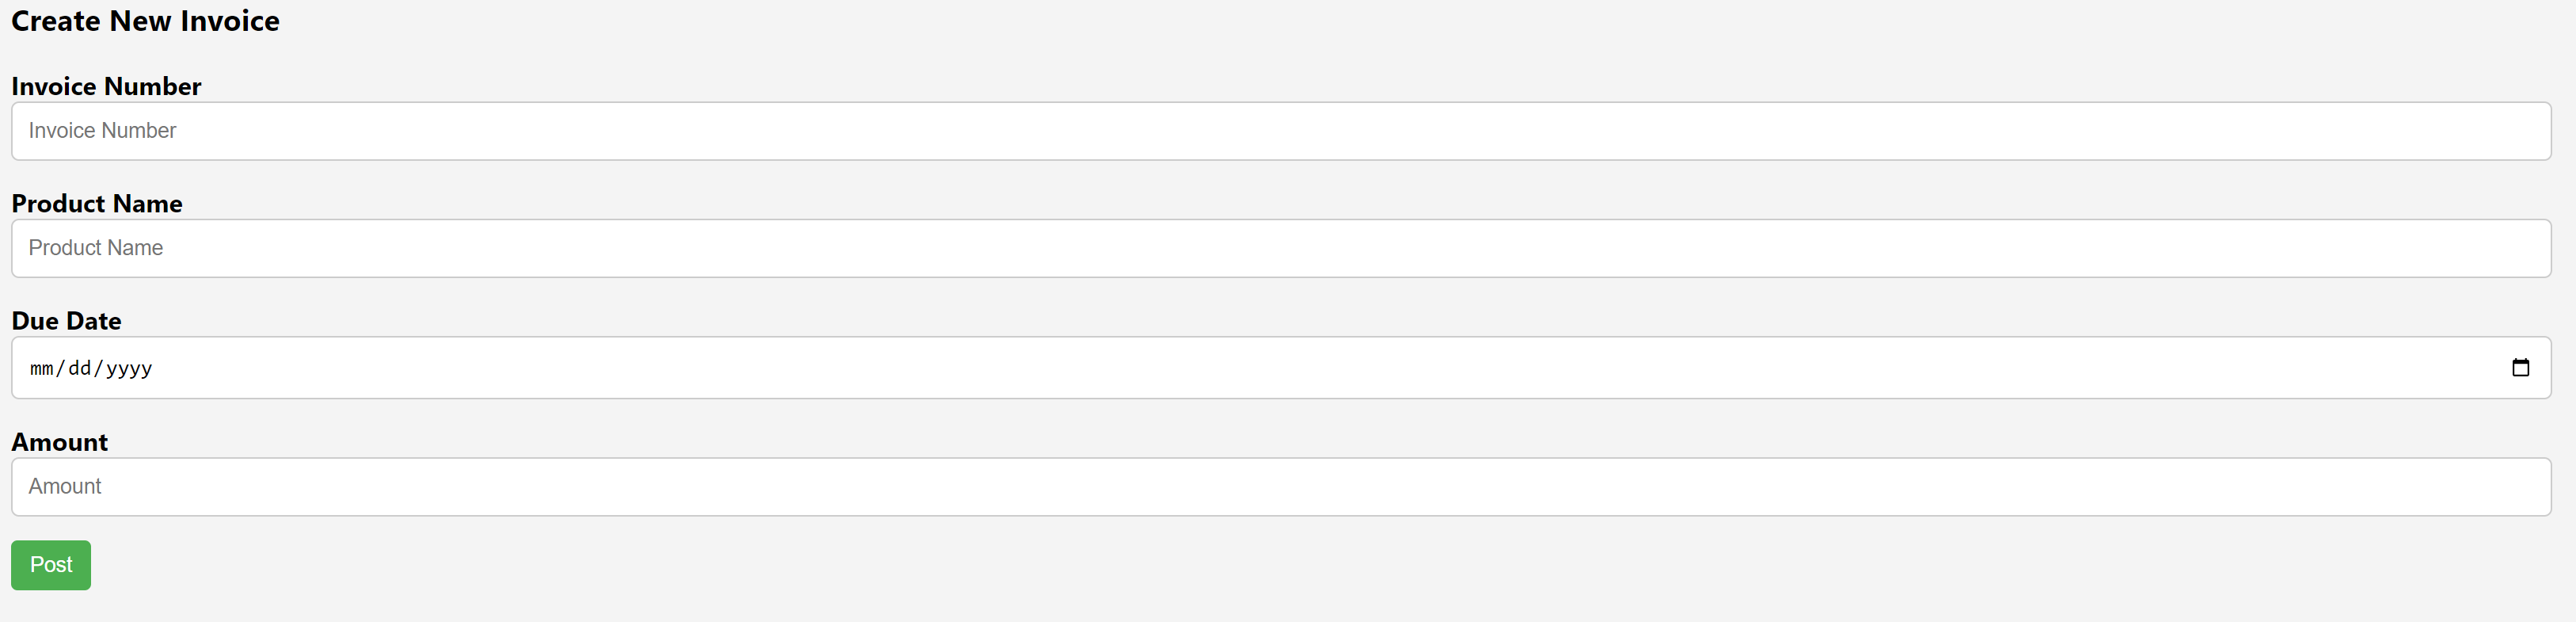 Create New Invoice
Invoice Number
Invoice Number
Product Name
Product Name
Due Date
mm/dd/yyyy
Amount
Amount
Post